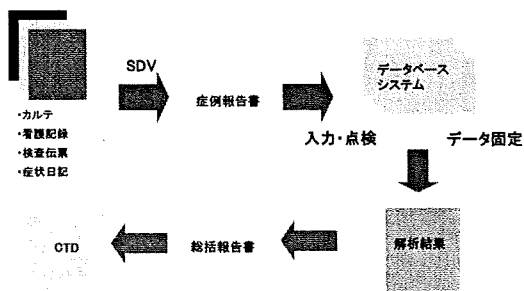 SDV
・カルテ
・看護記録
・検査伝票
・症状日記
症例報告書
データベース
システム
入力・点検
データ固定
解析結果
総括報告書
CTD